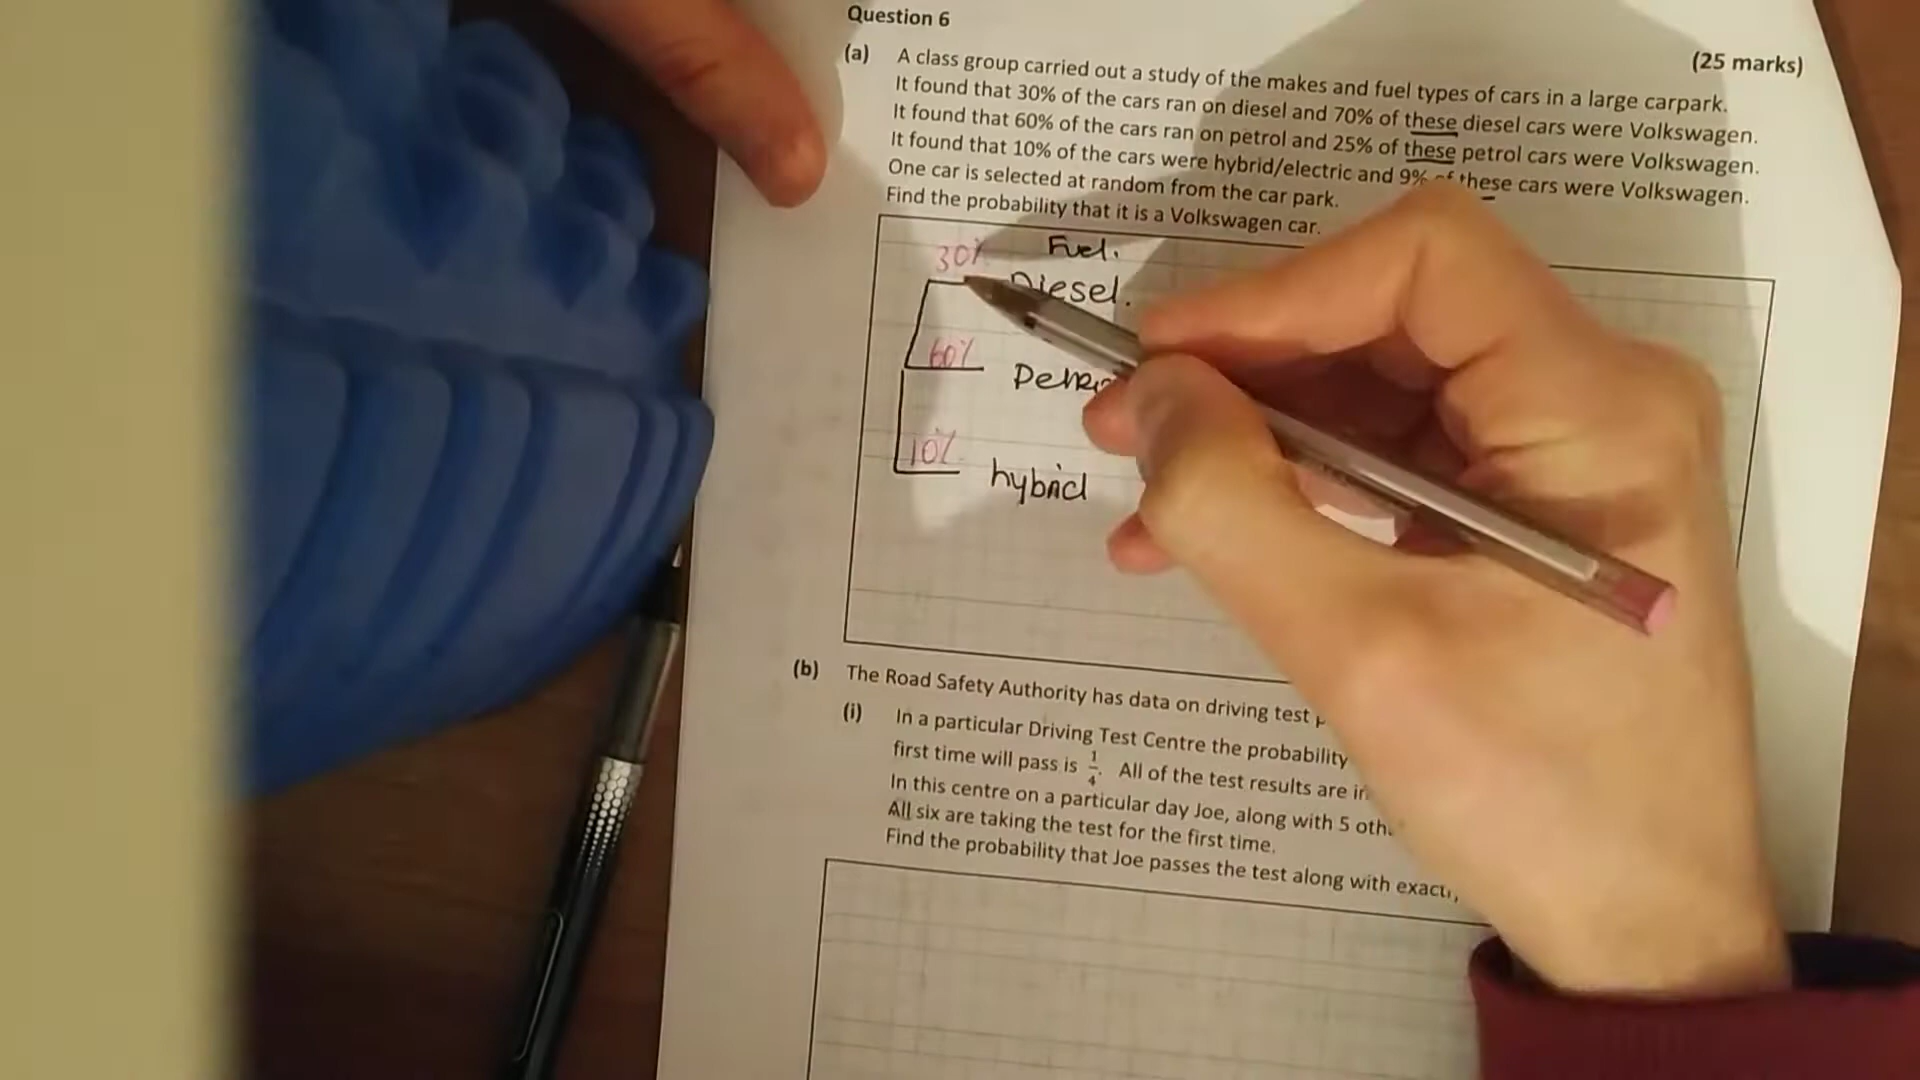 Question 6
(25 marks)
(a) A class group carried out a study of the makes and fuel types of cars in a large carpark.
It found that 30% of the cars ran on diesel and 70% of these diesel cars were Volkswagen.
It found that 60% of the cars ran on petrol and 25% of these petrol cars were Volkswagen.
It found that 10% of the cars were hybrid/electric and 9% of these cars were Volkswagen.
One car is selected at random from the car park.
Find the probability that it is a Volkswagen car.
30% Fuel.
Diesel.
60%
10%
hybrid
(b) The Road Safety Authority has data on driving test
(i) In a particular Driving Test Centre the probability
first time will pass is 1/4. All of the test results are
In this centre on a particular day Joe, along with 5
All six are taking the test for the first time.
Find the probability that Joe passes the test along with